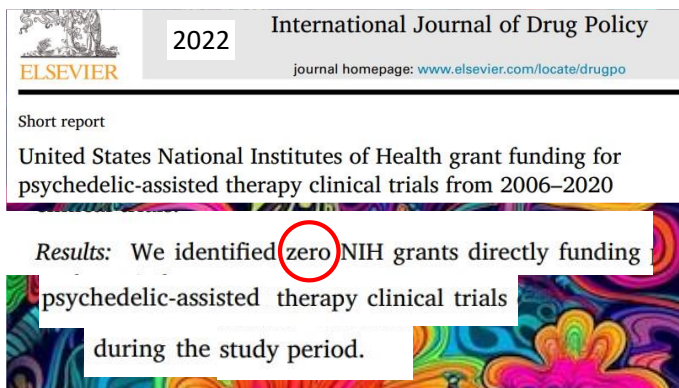 2022
International Journal of Drug Policy
ELSEVIER
journal homepage: www.elsevier.com/locate/drugpo
Short report
United States National Institutes of Health grant funding for
psychedelic-assisted therapy clinical trials from 2006–2020
Results: We identified zero NIH grants directly funding
psychedelic-assisted therapy clinical trials
during the study period.